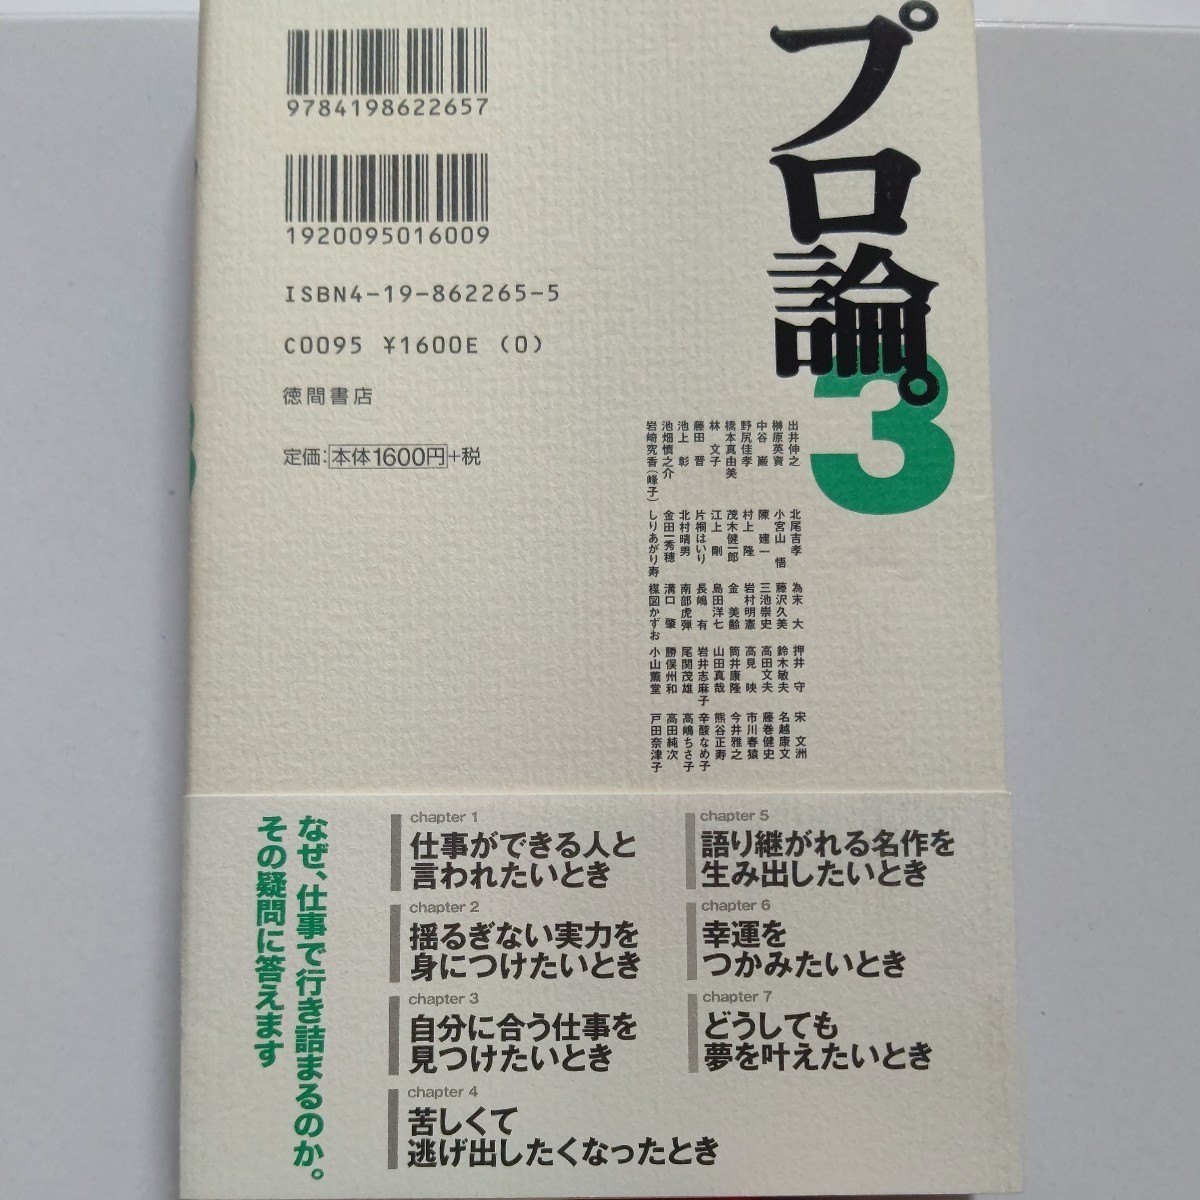 プロ論。
3
9784198622657
1920095016009
ISBN4-19-862265-5
C0095 ¥1600E (0)
徳間書店
定価:本体1600円+税
出井伸之
榊原英資
中谷 巌
野尻佳孝
橋本真由美
林 文子
藤田 晋
池上 彰
池畑慎之介
岩崎究香(峰子)
北尾吉孝
小宮山 悟
陳 建一
村上 隆
茂木健一郎
江上 剛
片桐はいり
北村晴男
金田一秀穂
しりあがり寿
為末 大
藤沢久美
三池崇史
岩村明憲
金 美齢
島田洋七
長嶋 有
南部虎弾
溝口 肇
楳図かずお
押井 守
鈴木敏夫
高田文夫
高見 映
筒井康隆
山田真哉
岩井志麻子
尾関茂雄
勝俣州和
小山薫堂
宋 文洲
名越康文
藤巻健史
市川春猿
今井雅之
熊谷正寿
辛酸なめ子
高嶋ちさ子
高田純次
戸田奈津子
なぜ、仕事で行き詰まるのか。
その疑問に答えます
chapter 1
仕事ができる人と
言われたいとき
chapter 2
揺るぎない実力を
身につけたいとき
chapter 3
自分に合う仕事を
見つけたいとき
chapter 4
苦しくて
逃げ出したくなったとき
chapter 5
語り継がれる名作を
生み出したいとき
chapter 6
幸運を
つかみたいとき
chapter 7
どうしても
夢を叶えたいとき